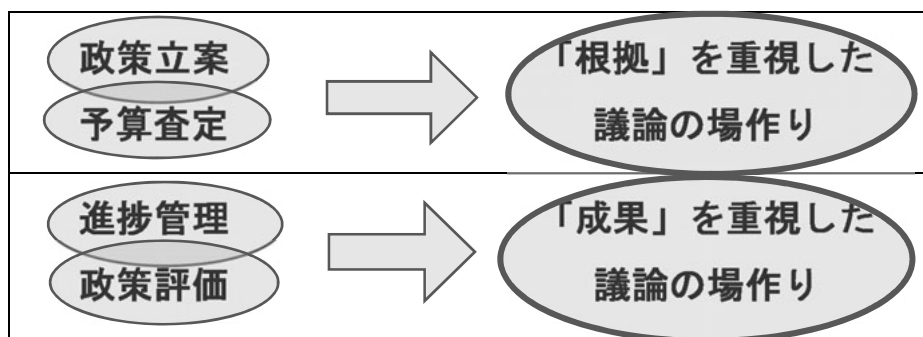 政策立案
予算査定
「根拠」を重視した
議論の場作り
進捗管理
政策評価
「成果」を重視した
議論の場作り